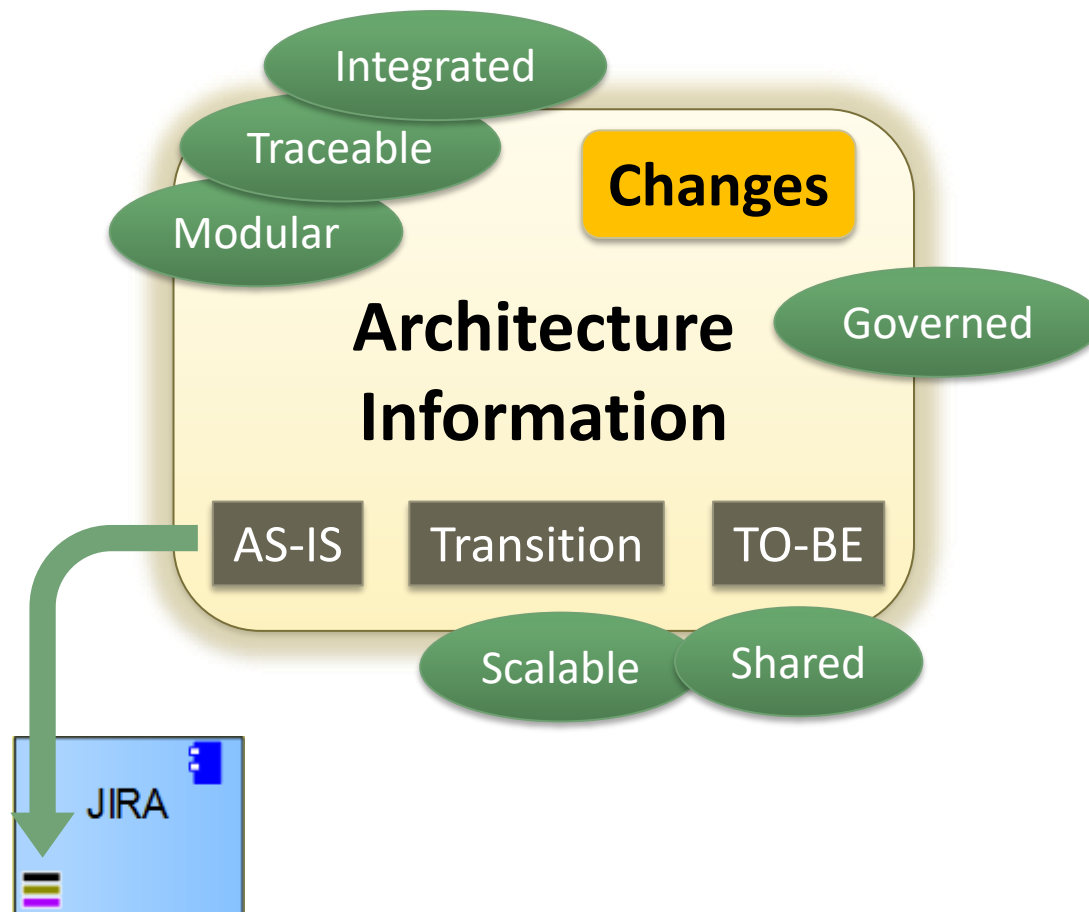 Integrated
Traceable
Changes
Modular
Governed
Architecture
Information
AS-IS
Transition
TO-BE
Scalable
Shared
JIRA